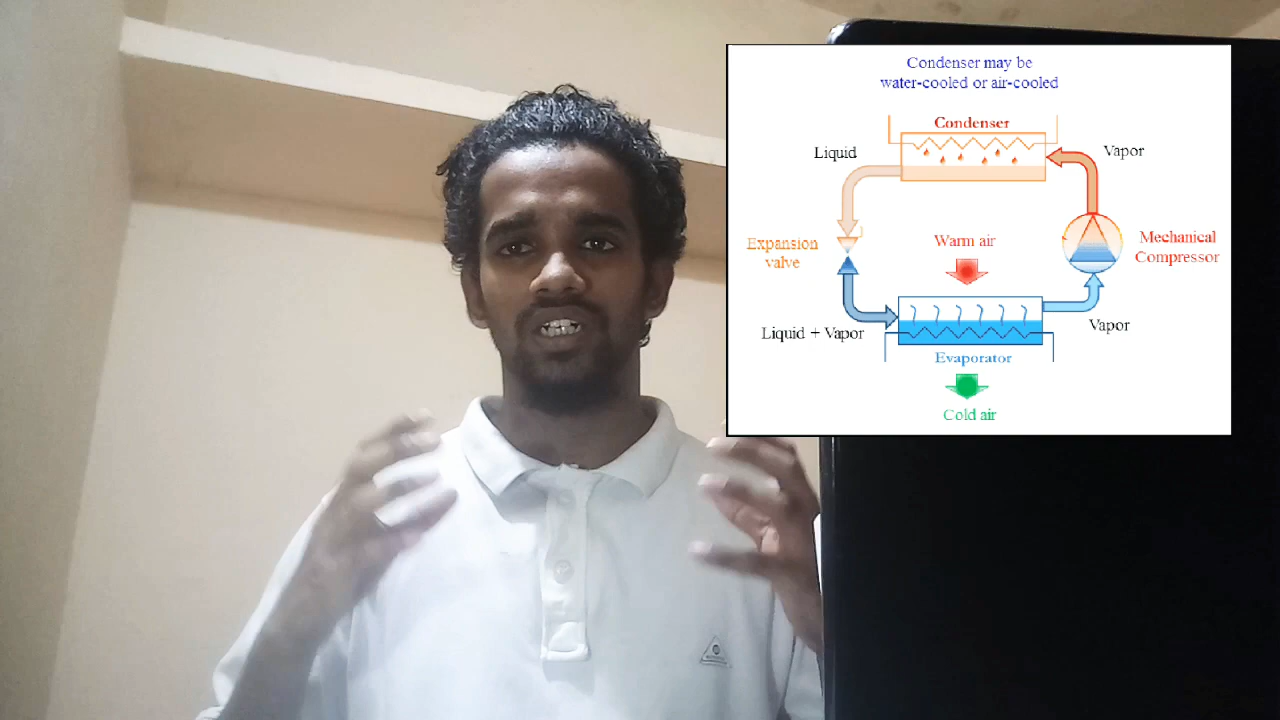 Condenser may be
water-cooled or air-cooled
Condenser
Liquid
Vapor
Expansion
valve
Warm air
Mechanical
Compressor
Liquid + Vapor
Vapor
Evaporator
Cold air